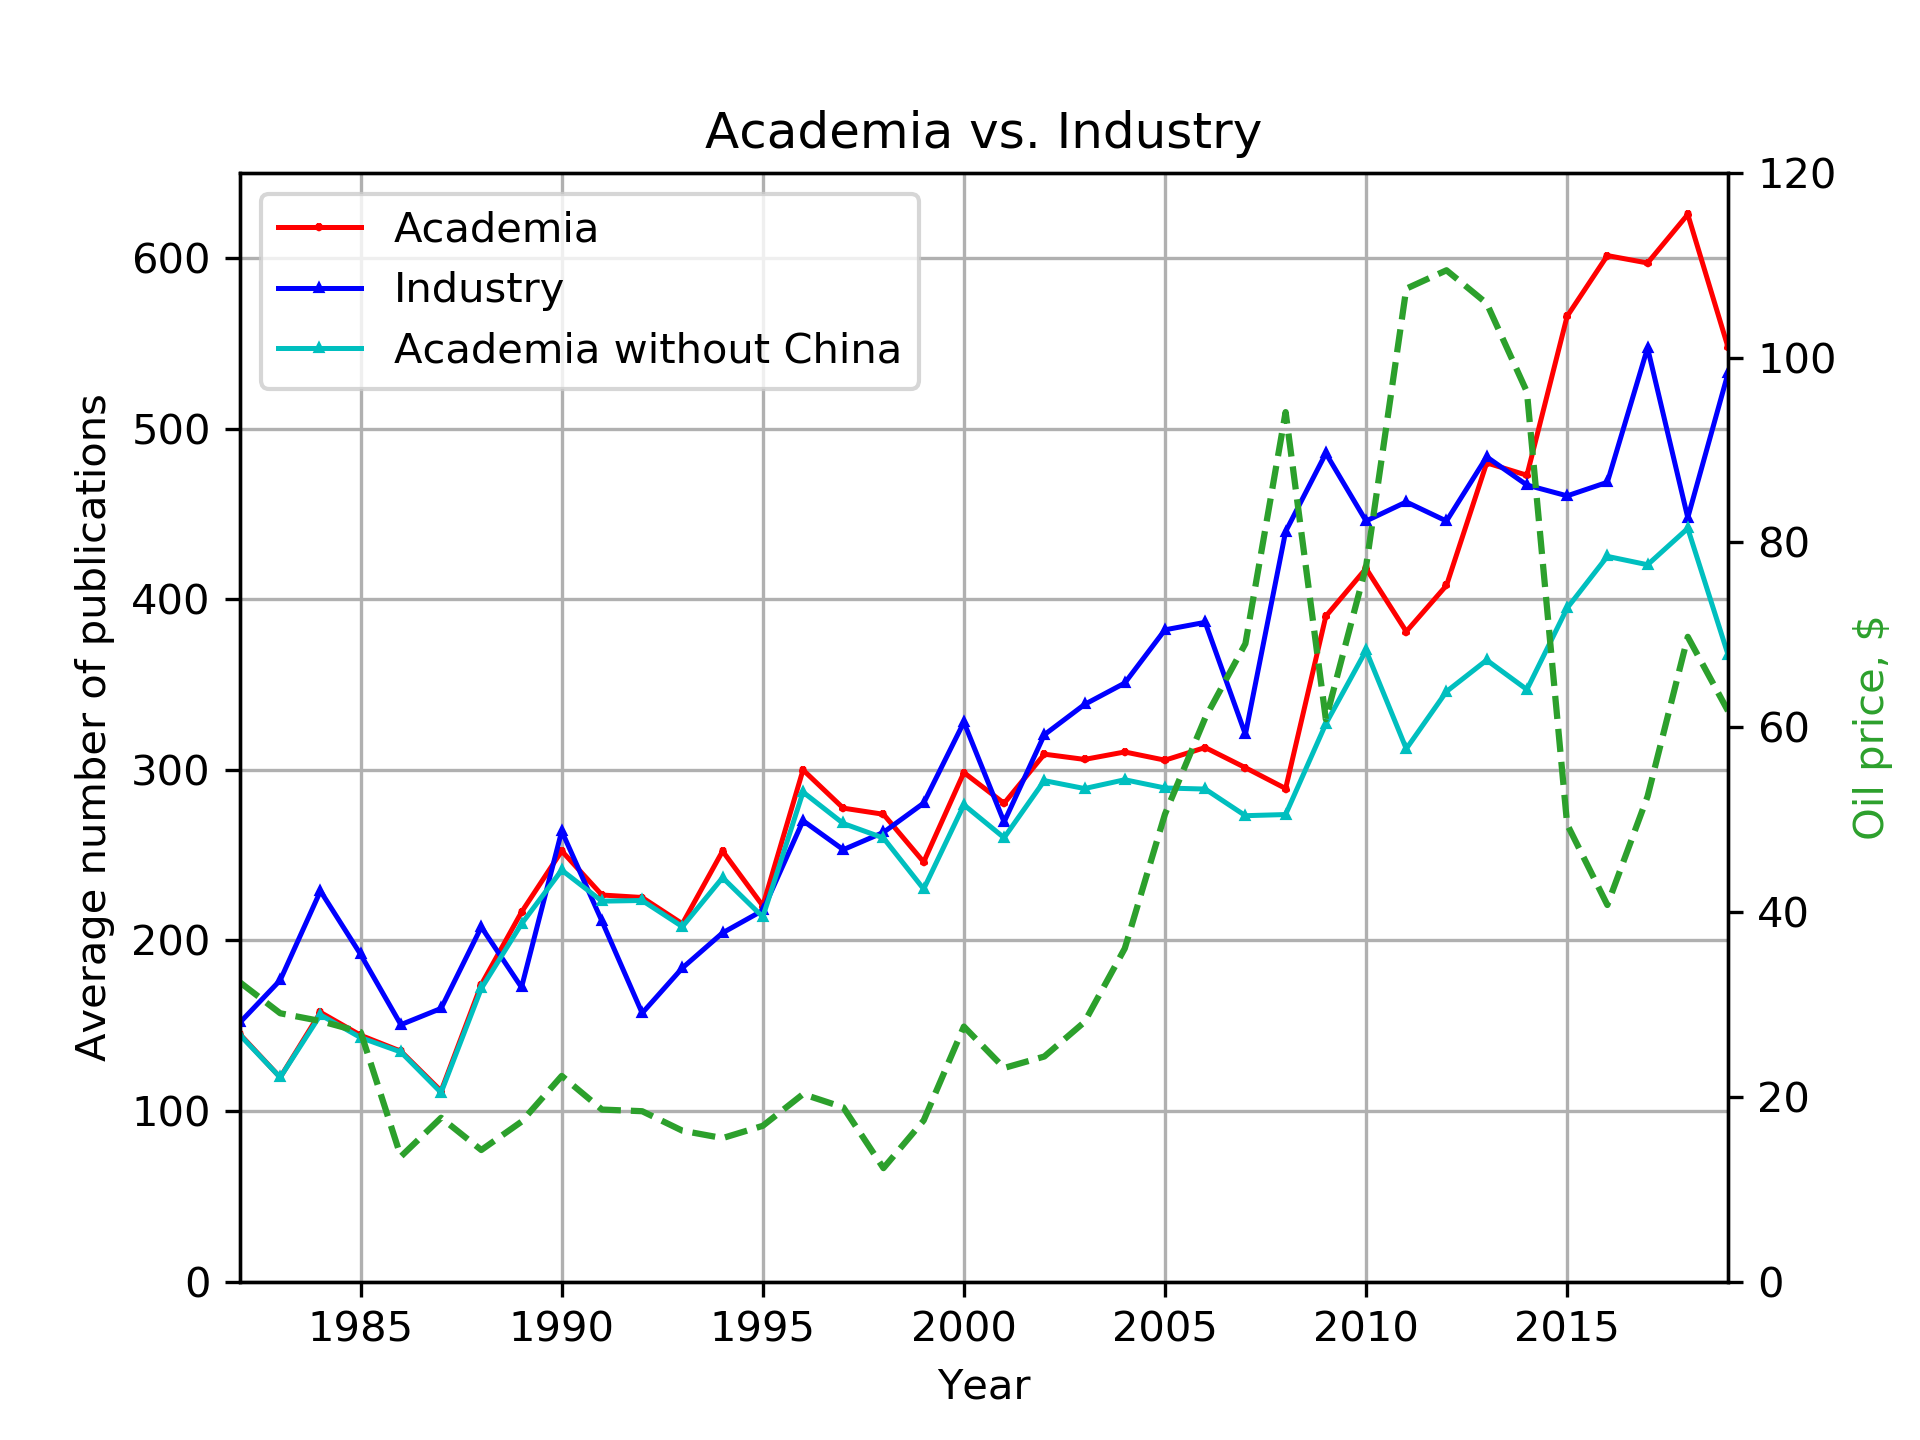 Academia vs. Industry
Academia
Industry
Academia without China
Average number of publications
600
500
400
300
200
100
0
120
100
80
60
40
20
0
Oil price, $
1985 1990 1995 2000 2005 2010 2015
Year